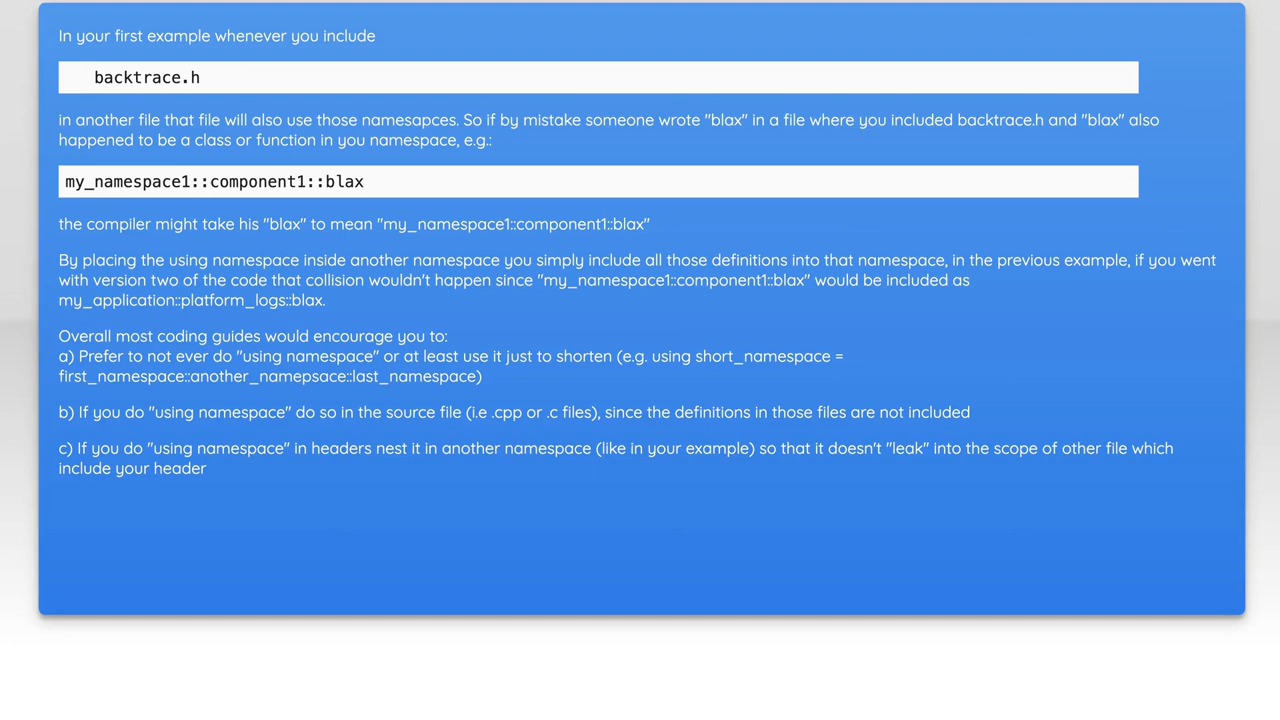 In your first example whenever you include
backtrace.h
in another file that file will also use those namesapces. So if by mistake someone wrote "blax" in a file where you included backtrace.h and "blax" also
happened to be a class or function in you namespace, e.g.:
my_namespace1::component1::blax
the compiler might take his "blax" to mean "my_namespace1::component1::blax"
By placing the using namespace inside another namespace you simply include all those definitions into that namespace, in the previous example, if you went
with version two of the code that collision wouldn't happen since "my_namespace1::component1::blax" would be included as
my_application::platform_logs::blax.
Overall most coding guides would encourage you to:
a) Prefer to not ever do "using namespace" or at least use it just to shorten (e.g. using short_namespace =
first_namespace::another_namepsace::last_namespace)
b) If you do "using namespace" do so in the source file (i.e .cpp or .c files), since the definitions in those files are not included
c) If you do "using namespace" in headers nest it in another namespace (like in your example) so that it doesn't "leak" into the scope of other file which
include your header